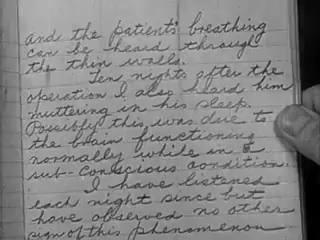 and the patients' breathing
can be heard through
the thin walls.
Ten nights after the
operation I also heard him
muttering in his sleep.
Possibly this was due to
the brain functioning
normally while in a
sub-conscious condition.
I have listened
each night since but
have observed no other
sign of this phenomenon